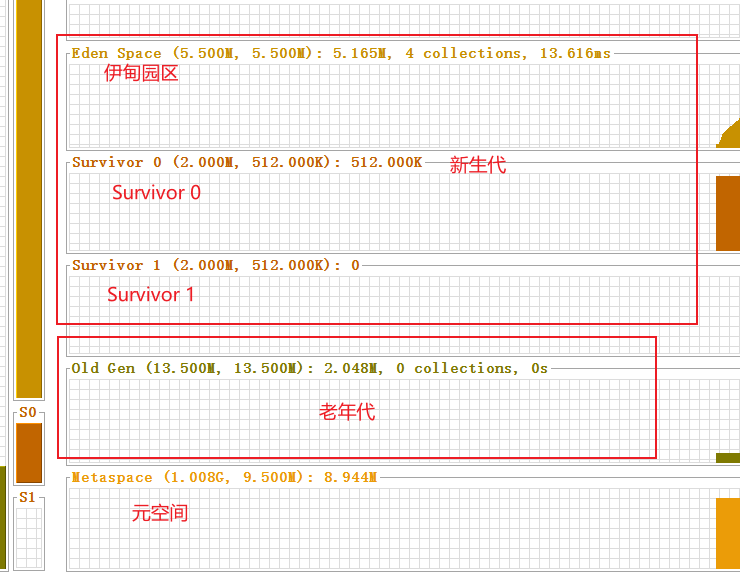 Eden Space (5.500M, 5.500M): 5.165M, 4 collections, 13.616ms
伊甸园区
Survivor 0 (2.000M, 512.000K): 512.000K
新生代
Survivor 0
Survivor 1 (2.000M, 512.000K): 0
Survivor 1
Old Gen (13.500M, 13.500M): 2.048M, 0 collections, 0s
老年代
S0
Metaspace (1.008G, 9.500M): 8.944M
S1
元空间